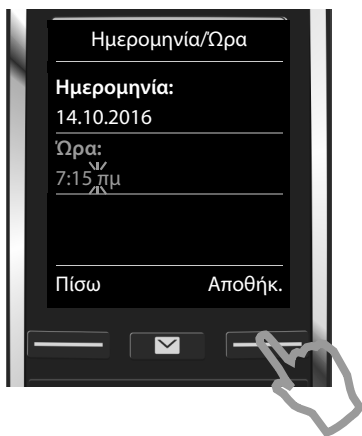 Ημερομηνία/Ώρα
Ημερομηνία:
14.10.2016
Ώρα:
7:15 πμ
Πίσω Αποθήκ.